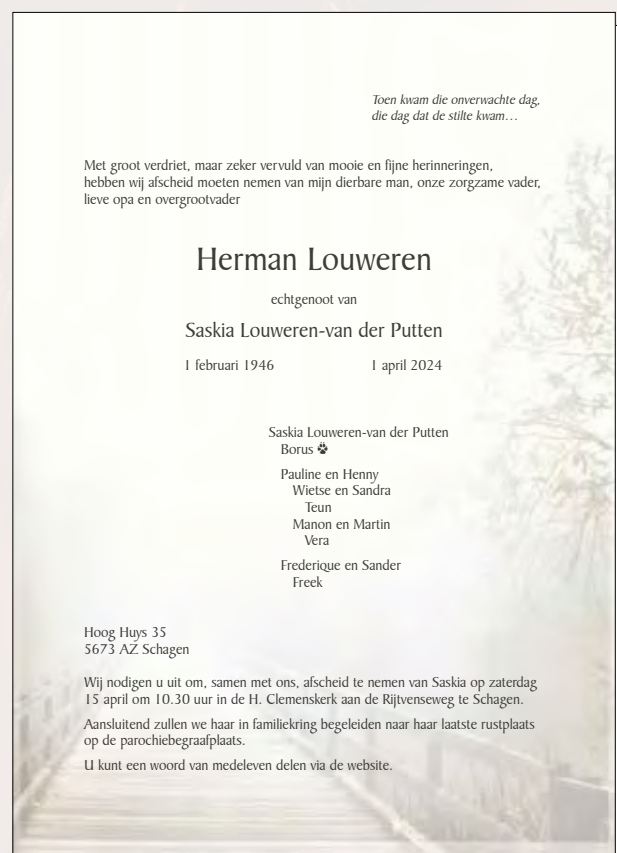 Toen kwam die onverwachte dag,
die dag dat de stilte kwam…
Met groot verdriet, maar zeker vervuld van mooie en fijne herinneringen,
hebben wij afscheid moeten nemen van mijn dierbare man, onze zorgzame vader,
lieve opa en overgrootvader
Herman Louweren
echtgenoot van
Saskia Louweren-van der Putten
1 februari 1946 1 april 2024
Saskia Louweren-van der Putten
Borus 🐾
Pauline en Henny
Wietse en Sandra
Teun
Manon en Martin
Vera
Frederique en Sander
Freek
Hoog Huys 35
5673 AZ Schagen
Wij nodigen u uit om, samen met ons, afscheid te nemen van Saskia op zaterdag
15 april om 10.30 uur in de H. Clemenskerk aan de Rijtvenseweg te Schagen.
Aansluitend zullen we haar in familiekring begeleiden naar haar laatste rustplaats
op de parochiebegraafplaats.
U kunt een woord van medeleven delen via de website.